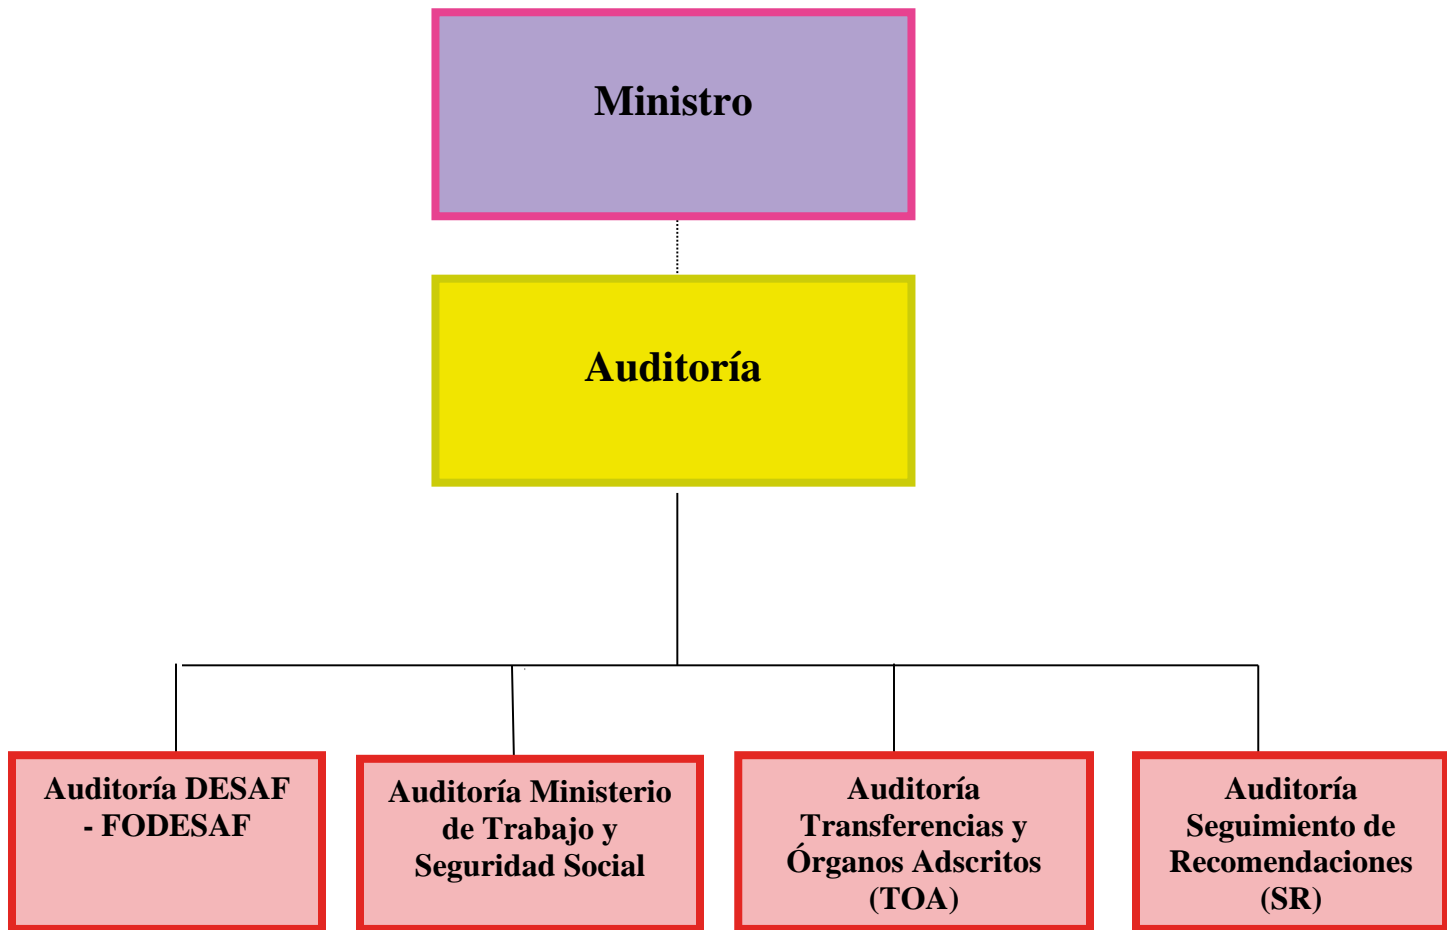 Ministro
Auditoría
Auditoría DESAF
- FODESAF
Auditoría Ministerio
de Trabajo y
Seguridad Social
Auditoría
Transferencias y
Órganos Adscritos
(TOA)
Auditoría
Seguimiento de
Recomendaciones
(SR)